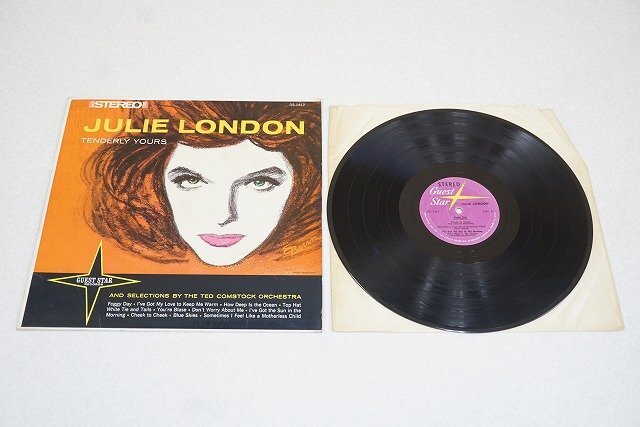 STEREO
GS-1417
JULIE LONDON
TENDERLY YOURS
GUEST STAR
AND SELECTIONS BY THE TED COMSTOCK ORCHESTRA
Foggy Day • I've Got My Love to Keep Me Warm • How Deep Is the Ocean • Top Hat
White Tie and Tails • You're Blase • Don't Worry About Me • I've Got the Sun in the
Morning • Cheek to Cheek • Blue Skies • Sometimes I Feel Like a Motherless Child
STEREO
Guest
Star
JULIE LONDON